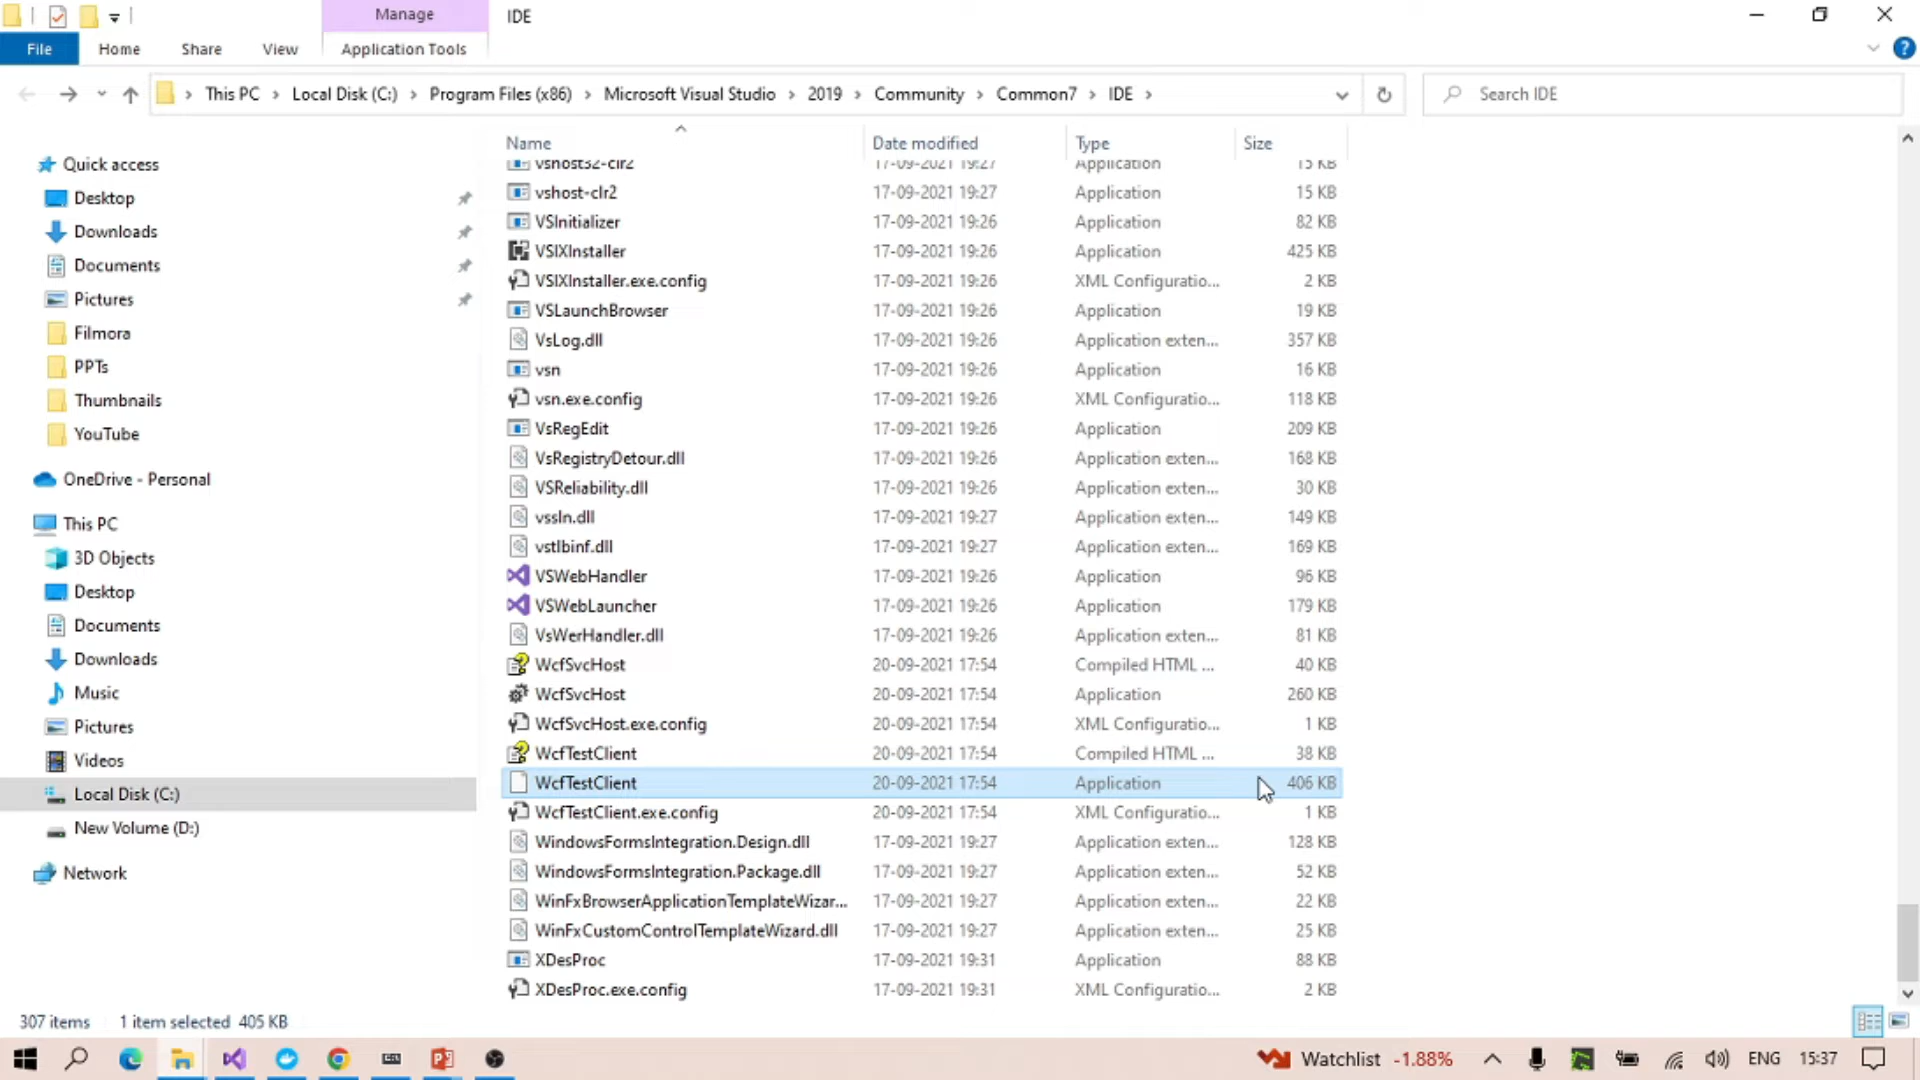 Manage
IDE
File
Home
Share
View
Application Tools
This PC
Local Disk (C:)
Program Files (x86)
Microsoft Visual Studio
2019
Community
Common7
IDE
Search IDE
Name Date modified Type Size
Quick access
Desktop
Downloads
Documents
Pictures
Filmora
PPTs
Thumbnails
YouTube
OneDrive - Personal
This PC
3D Objects
Desktop
Documents
Downloads
Music
Pictures
Videos
Local Disk (C:)
New Volume (D:)
Network
vshost32-clr2 17-09-2021 19:27 Application 15 KB
vshost-clr2 17-09-2021 19:27 Application 15 KB
VSInitializer 17-09-2021 19:26 Application 82 KB
VSIXInstaller 17-09-2021 19:26 Application 425 KB
VSIXInstaller.exe.config 17-09-2021 19:26 XML Configuratio... 2 KB
VSLaunchBrowser 17-09-2021 19:26 Application 19 KB
VsLog.dll 17-09-2021 19:26 Application exten... 357 KB
vsn 17-09-2021 19:26 Application 16 KB
vsn.exe.config 17-09-2021 19:26 XML Configuratio... 118 KB
VsRegEdit 17-09-2021 19:26 Application 209 KB
VsRegistryDetour.dll 17-09-2021 19:26 Application exten... 168 KB
VSReliability.dll 17-09-2021 19:26 Application exten... 30 KB
vssln.dll 17-09-2021 19:27 Application exten... 149 KB
vstlbinf.dll 17-09-2021 19:27 Application exten... 169 KB
VSWebHandler 17-09-2021 19:26 Application 96 KB
VSWebLauncher 17-09-2021 19:26 Application 179 KB
VsWerHandler.dll 17-09-2021 19:26 Application exten... 81 KB
WcfSvcHost 20-09-2021 17:54 Compiled HTML ... 40 KB
WcfSvcHost 20-09-2021 17:54 Application 260 KB
WcfSvcHost.exe.config 20-09-2021 17:54 XML Configuratio... 1 KB
WcfTestClient 20-09-2021 17:54 Compiled HTML ... 38 KB
WcfTestClient 20-09-2021 17:54 Application 406 KB
WcfTestClient.exe.config 20-09-2021 17:54 XML Configuratio... 1 KB
WindowsFormsIntegration.Design.dll 17-09-2021 19:27 Application exten... 128 KB
WindowsFormsIntegration.Package.dll 17-09-2021 19:27 Application exten... 52 KB
WinFxBrowserApplicationTemplateWizar... 17-09-2021 19:27 Application exten... 22 KB
WinFxCustomControlTemplateWizard.dll 17-09-2021 19:27 Application exten... 25 KB
XDesProc 17-09-2021 19:31 Application 88 KB
XDesProc.exe.config 17-09-2021 19:31 XML Configuratio... 2 KB
307 items 1 item selected 405 KB
Watchlist -1.88% ENG 15:37